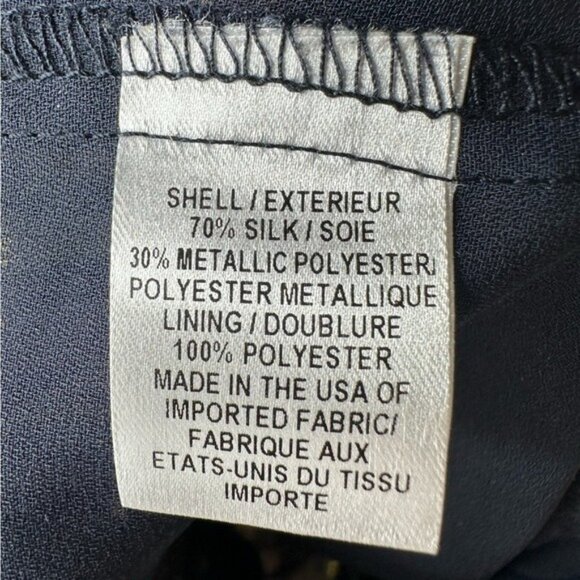 SHELL / EXTERIEUR
70% SILK / SOIE
30% METALLIC POLYESTER/
POLYESTER METALLIQUE
LINING / DOUBLURE
100% POLYESTER
MADE IN THE USA OF
IMPORTED FABRIC/
FABRIQUE AUX
ETATS-UNIS DU TISSU
IMPORTE